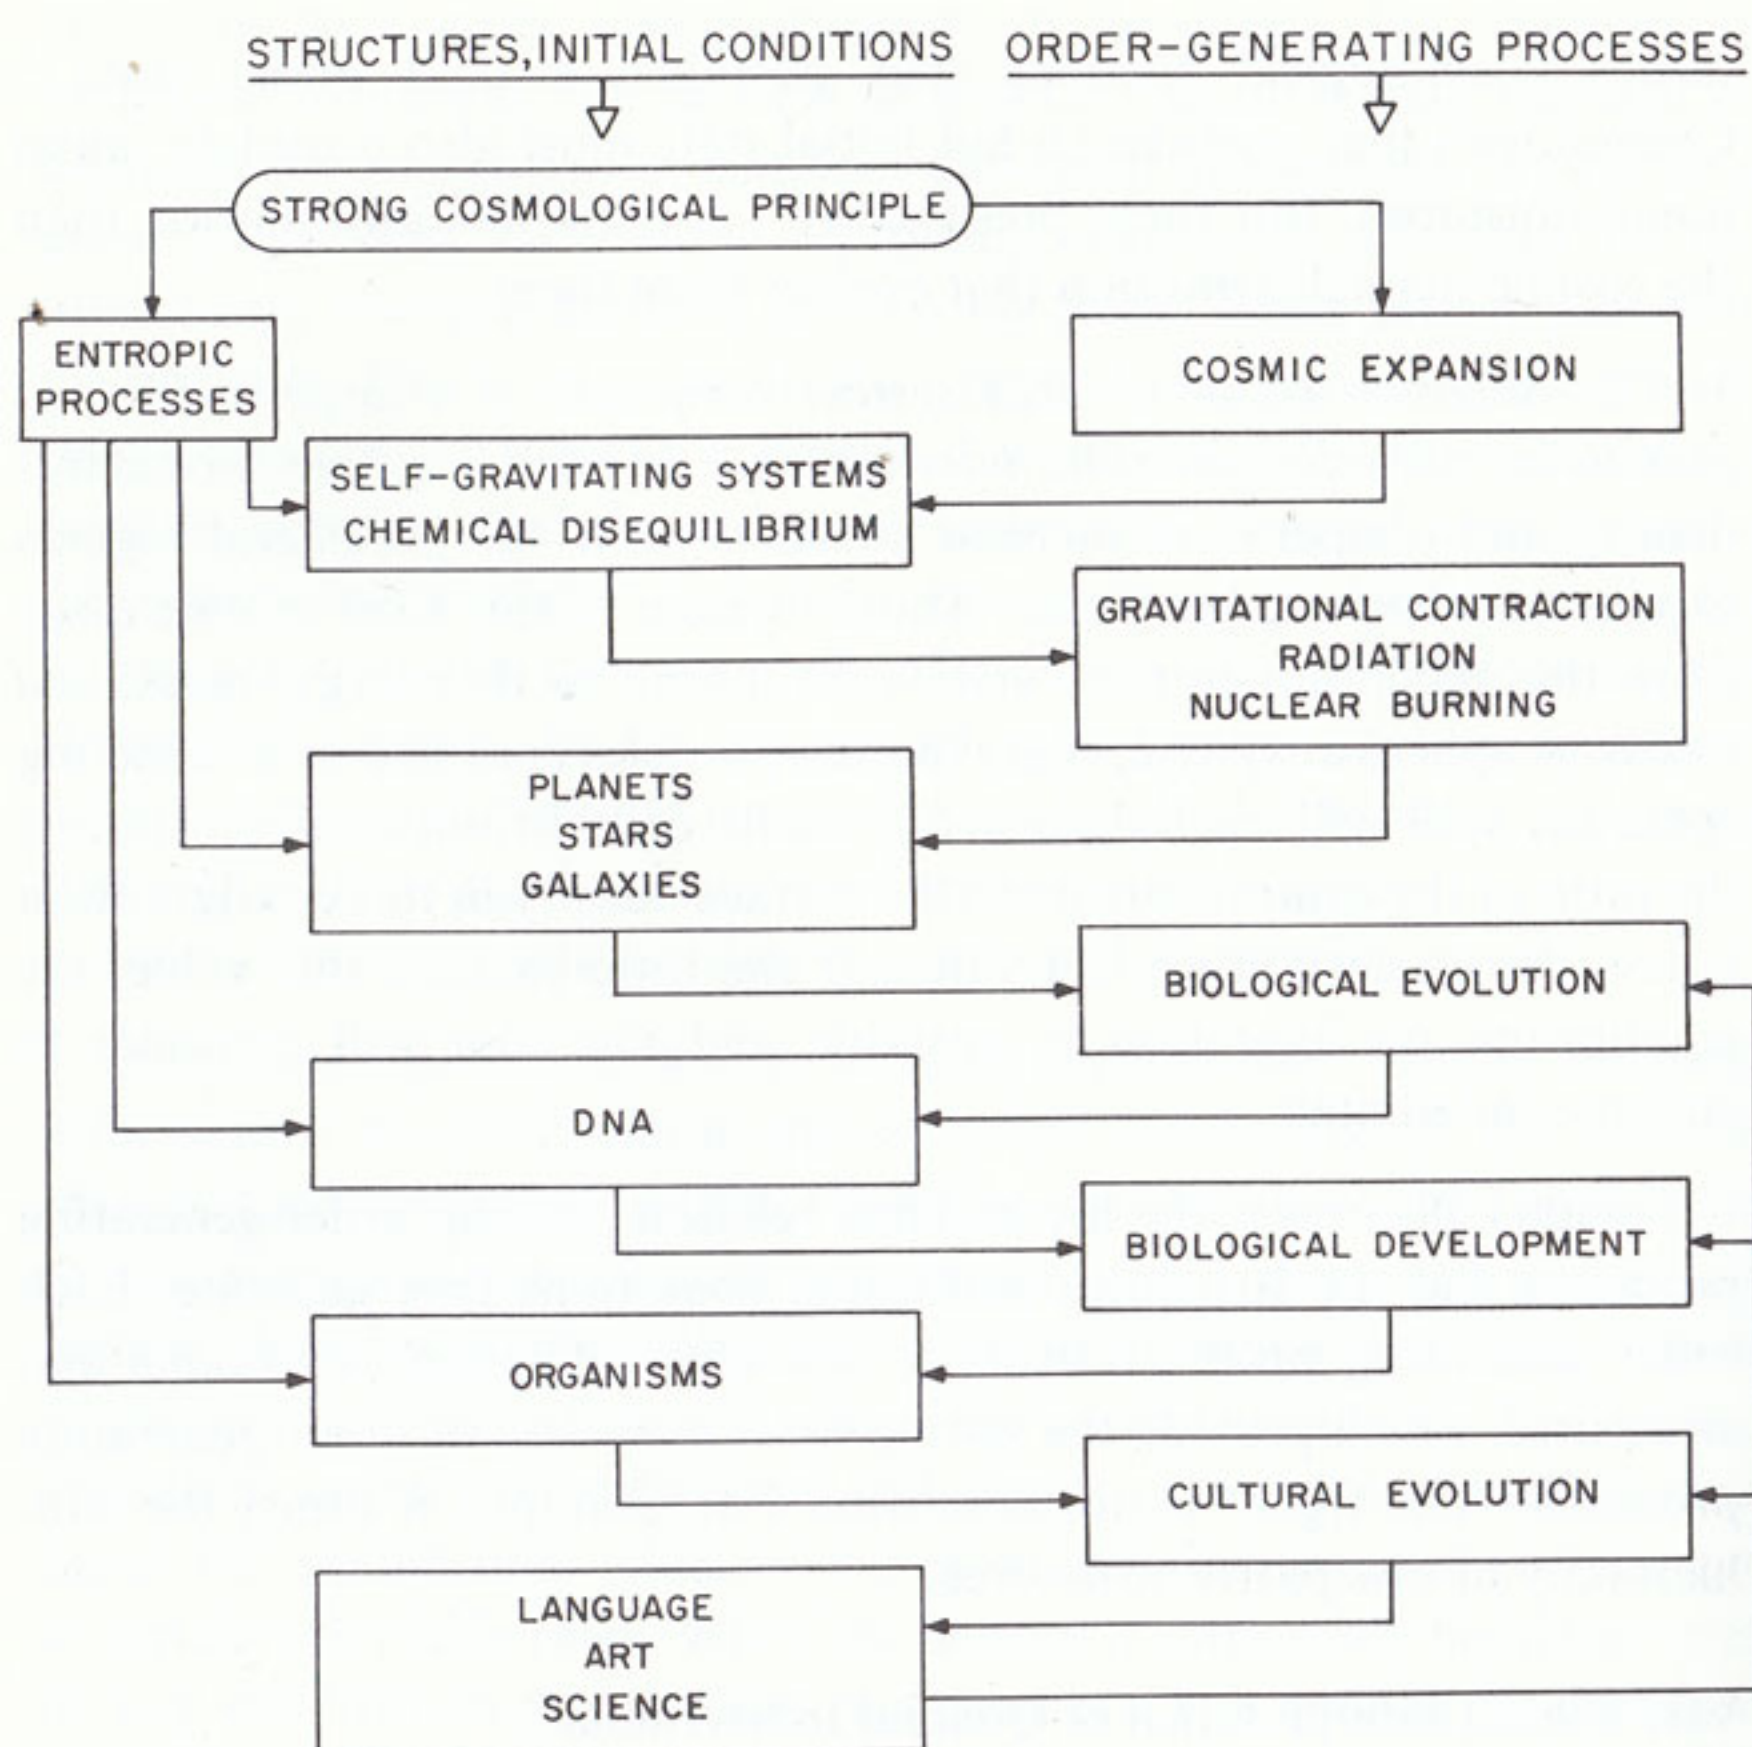 STRUCTURES, INITIAL CONDITIONS
ORDER-GENERATING PROCESSES
STRONG COSMOLOGICAL PRINCIPLE
ENTROPIC
PROCESSES
COSMIC EXPANSION
SELF-GRAVITATING SYSTEMS
CHEMICAL DISEQUILIBRIUM
GRAVITATIONAL CONTRACTION
RADIATION
NUCLEAR BURNING
PLANETS
STARS
GALAXIES
BIOLOGICAL EVOLUTION
DNA
BIOLOGICAL DEVELOPMENT
ORGANISMS
CULTURAL EVOLUTION
LANGUAGE
ART
SCIENCE